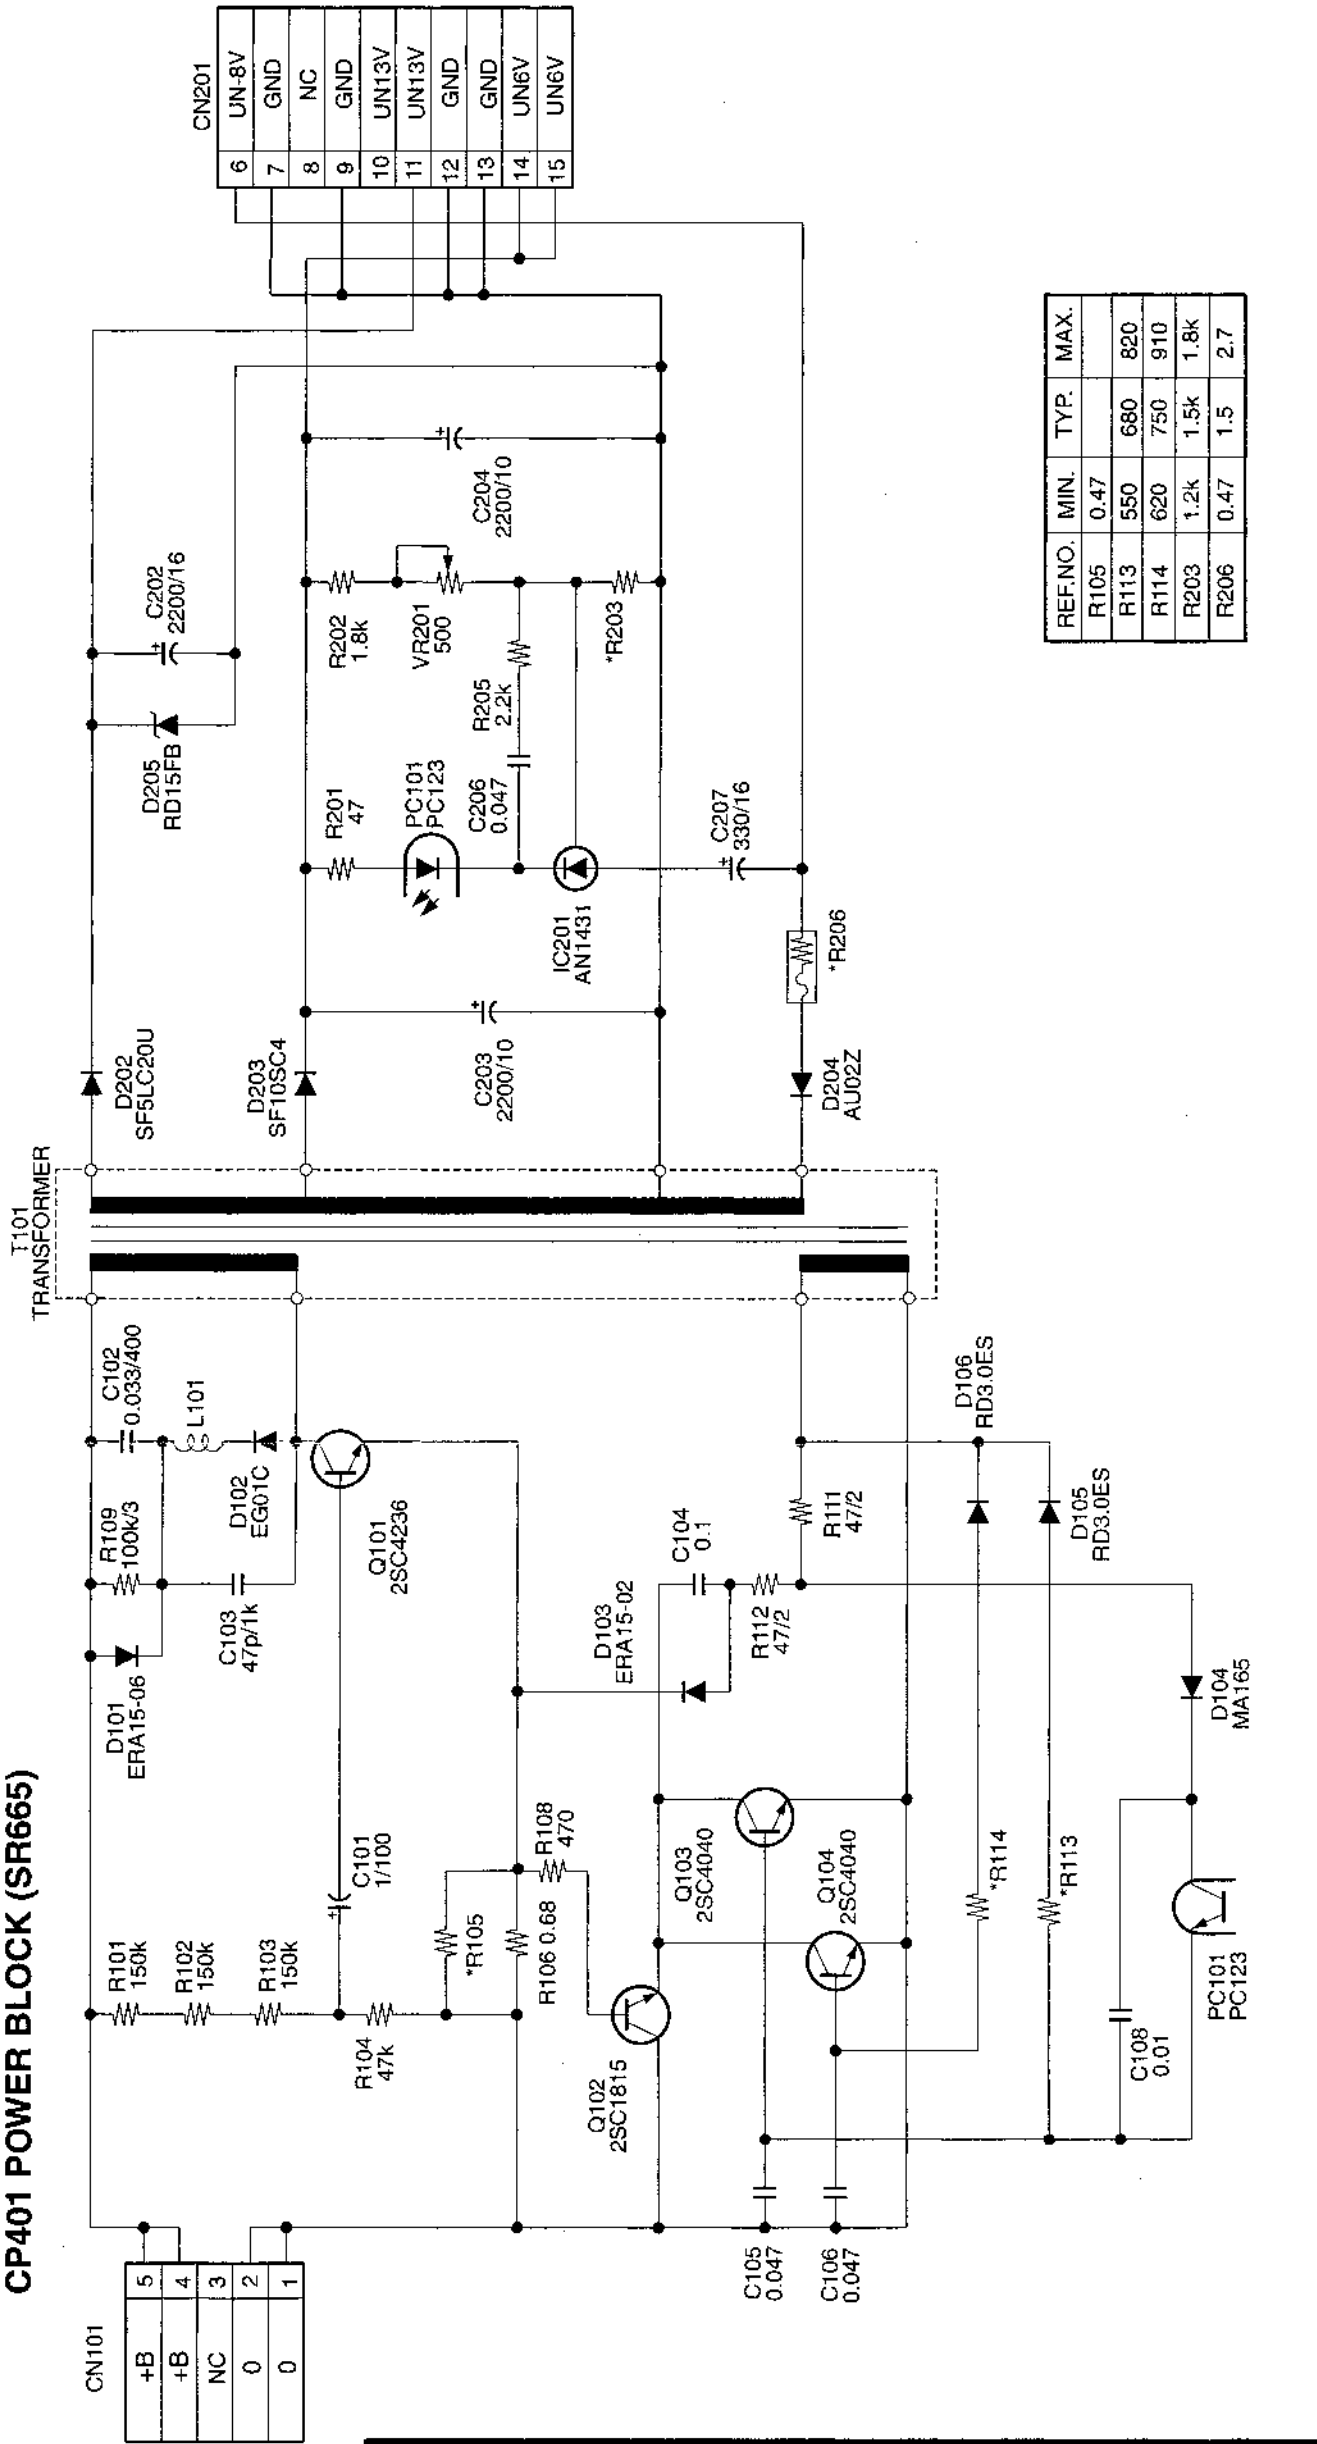 CP401 POWER BLOCK (SR665)
CN101
+B 5
+B 4
NC 3
0 2
0 1
R101
150k
R102
150k
R103
150k
R104
47k
*R105
R106 0.68
R108
470
C101
1/100
D101
ERA15-06
R109
100k/3
C103
47p/1k
C102
0.033/400
L101
D102
EG01C
Q101
2SC4236
Q102
2SC1815
D103
ERA15-02
C104
0.1
R112
47/2
R111
47/2
Q103
2SC4040
Q104
2SC4040
C105
0.047
C106
0.047
*R114
*R113
D106
RD3.0ES
D105
RD3.0ES
D104
MA165
C108
0.01
PC101
PC123
T101
TRANSFORMER
D202
SF5LC20U
D203
SF10SC4
D204
AU02Z
*R206
C203
2200/10
D205
RD15FB
C202
2200/16
R201
47
PC101
PC123
C206
0.047
R205
2.2k
IC201
AN1431
C207
330/16
R202
1.8k
VR201
500
*R203
C204
2200/10
CN201
6 UN-8V
7 GND
8 NC
9 GND
10 UN13V
11 UN13V
12 GND
13 GND
14 UN6V
15 UN6V
REF.NO. MIN. TYP. MAX.
R105 0.47
R113 550 680 820
R114 620 750 910
R203 1.2k 1.5k 1.8k
R206 0.47 1.5 2.7